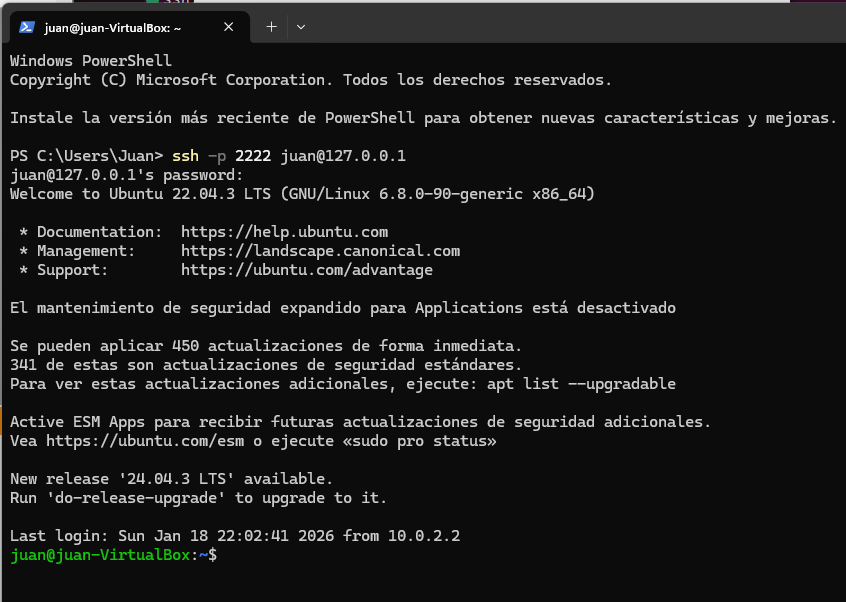 juan@juan-VirtualBox: ~
Windows PowerShell
Copyright (C) Microsoft Corporation. Todos los derechos reservados.
Instale la versión más reciente de PowerShell para obtener nuevas características y mejoras.
PS C:\Users\Juan> ssh -p 2222 juan@127.0.0.1
juan@127.0.0.1's password:
Welcome to Ubuntu 22.04.3 LTS (GNU/Linux 6.8.0-90-generic x86_64)
* Documentation:  https://help.ubuntu.com
* Management:     https://landscape.canonical.com
* Support:        https://ubuntu.com/advantage
El mantenimiento de seguridad expandido para Applications está desactivado
Se pueden aplicar 450 actualizaciones de forma inmediata.
341 de estas son actualizaciones de seguridad estándares.
Para ver estas actualizaciones adicionales, ejecute: apt list --upgradable
Active ESM Apps para recibir futuras actualizaciones de seguridad adicionales.
Vea https://ubuntu.com/esm o ejecute «sudo pro status»
New release '24.04.3 LTS' available.
Run 'do-release-upgrade' to upgrade to it.
Last login: Sun Jan 18 22:02:41 2026 from 10.0.2.2
juan@juan-VirtualBox:~$